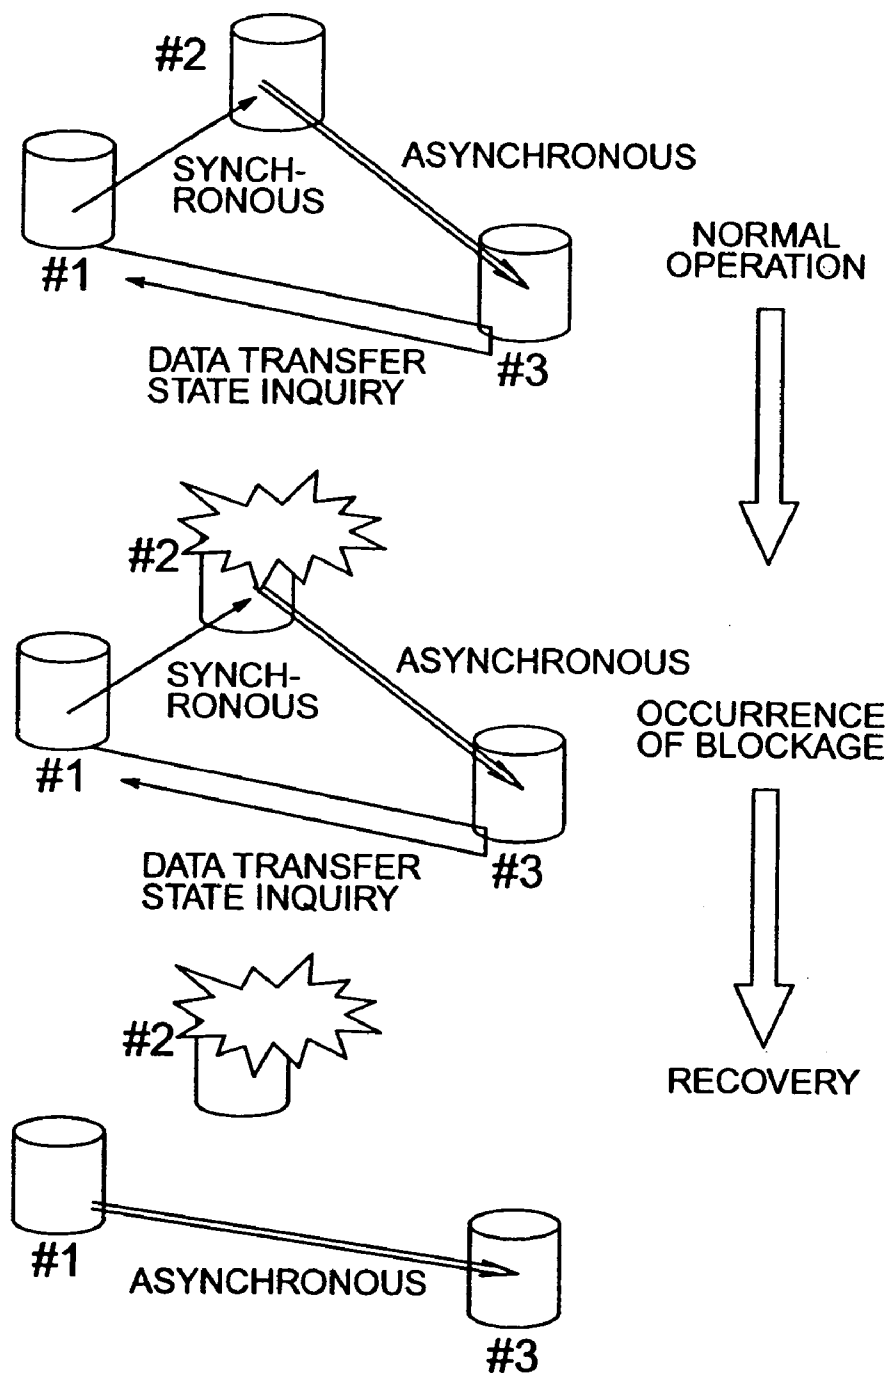 #2
SYNCH-
RONOUS
ASYNCHRONOUS
#1
DATA TRANSFER
STATE INQUIRY
#3
NORMAL
OPERATION
#2
SYNCH-
RONOUS
ASYNCHRONOUS
#1
DATA TRANSFER
STATE INQUIRY
#3
OCCURRENCE
OF BLOCKAGE
#2
RECOVERY
#1
ASYNCHRONOUS
#3